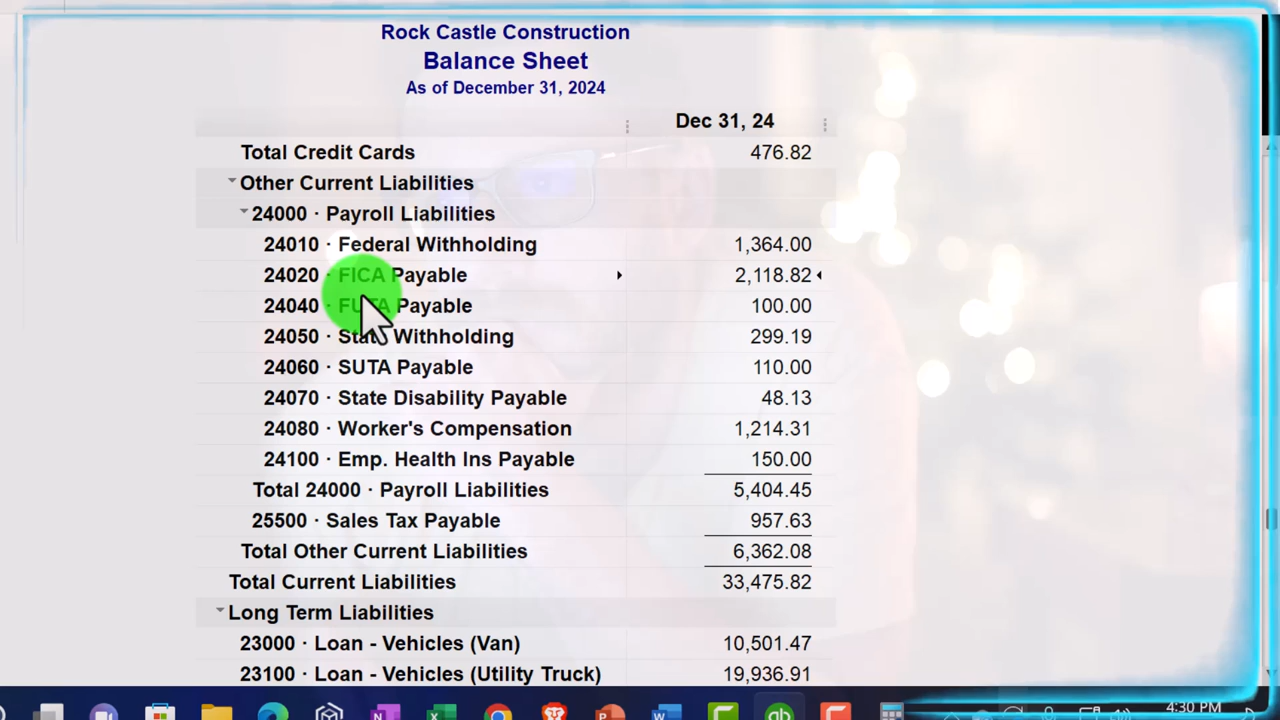 Rock Castle Construction
Balance Sheet
As of December 31, 2024
Dec 31, 24
Total Credit Cards 476.82
Other Current Liabilities
24000 · Payroll Liabilities
24010 · Federal Withholding 1,364.00
24020 · FICA Payable 2,118.82
24040 · FUTA Payable 100.00
24050 · State Withholding 299.19
24060 · SUTA Payable 110.00
24070 · State Disability Payable 48.13
24080 · Worker's Compensation 1,214.31
24100 · Emp. Health Ins Payable 150.00
Total 24000 · Payroll Liabilities 5,404.45
25500 · Sales Tax Payable 957.63
Total Other Current Liabilities 6,362.08
Total Current Liabilities 33,475.82
Long Term Liabilities
23000 · Loan - Vehicles (Van) 10,501.47
23100 · Loan - Vehicles (Utility Truck) 19,936.91
4:30 PM